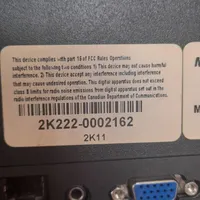 This device complies with part 15 of FCC Rules Operations
subject to the following two conditions 1) This device may not cause harmful
interference. 2) This device accept any interference including interference
that may cause undesired operation. This digital apparatus does not
exceed the class A limits for radio noise emissions from digital apparatus set out in the
radio interference regulations of the Canadian Department of Communications
2K222-0002162
2K11
M
M